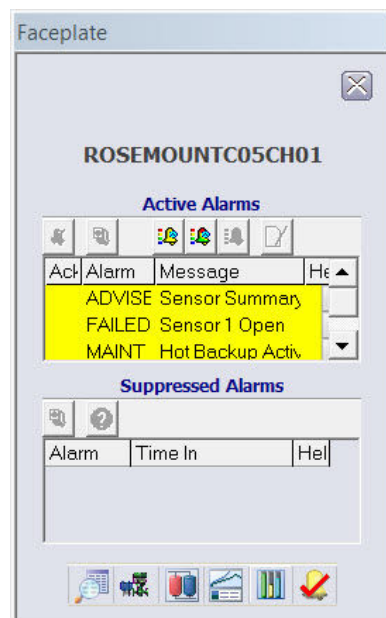 Faceplate
ROSEMOUNTC05CH01
Active Alarms
Ack Alarm Message He
ADVISE Sensor Summary
FAILED Sensor 1 Open
MAINT Hot Backup Activ
Suppressed Alarms
Alarm Time In Hel